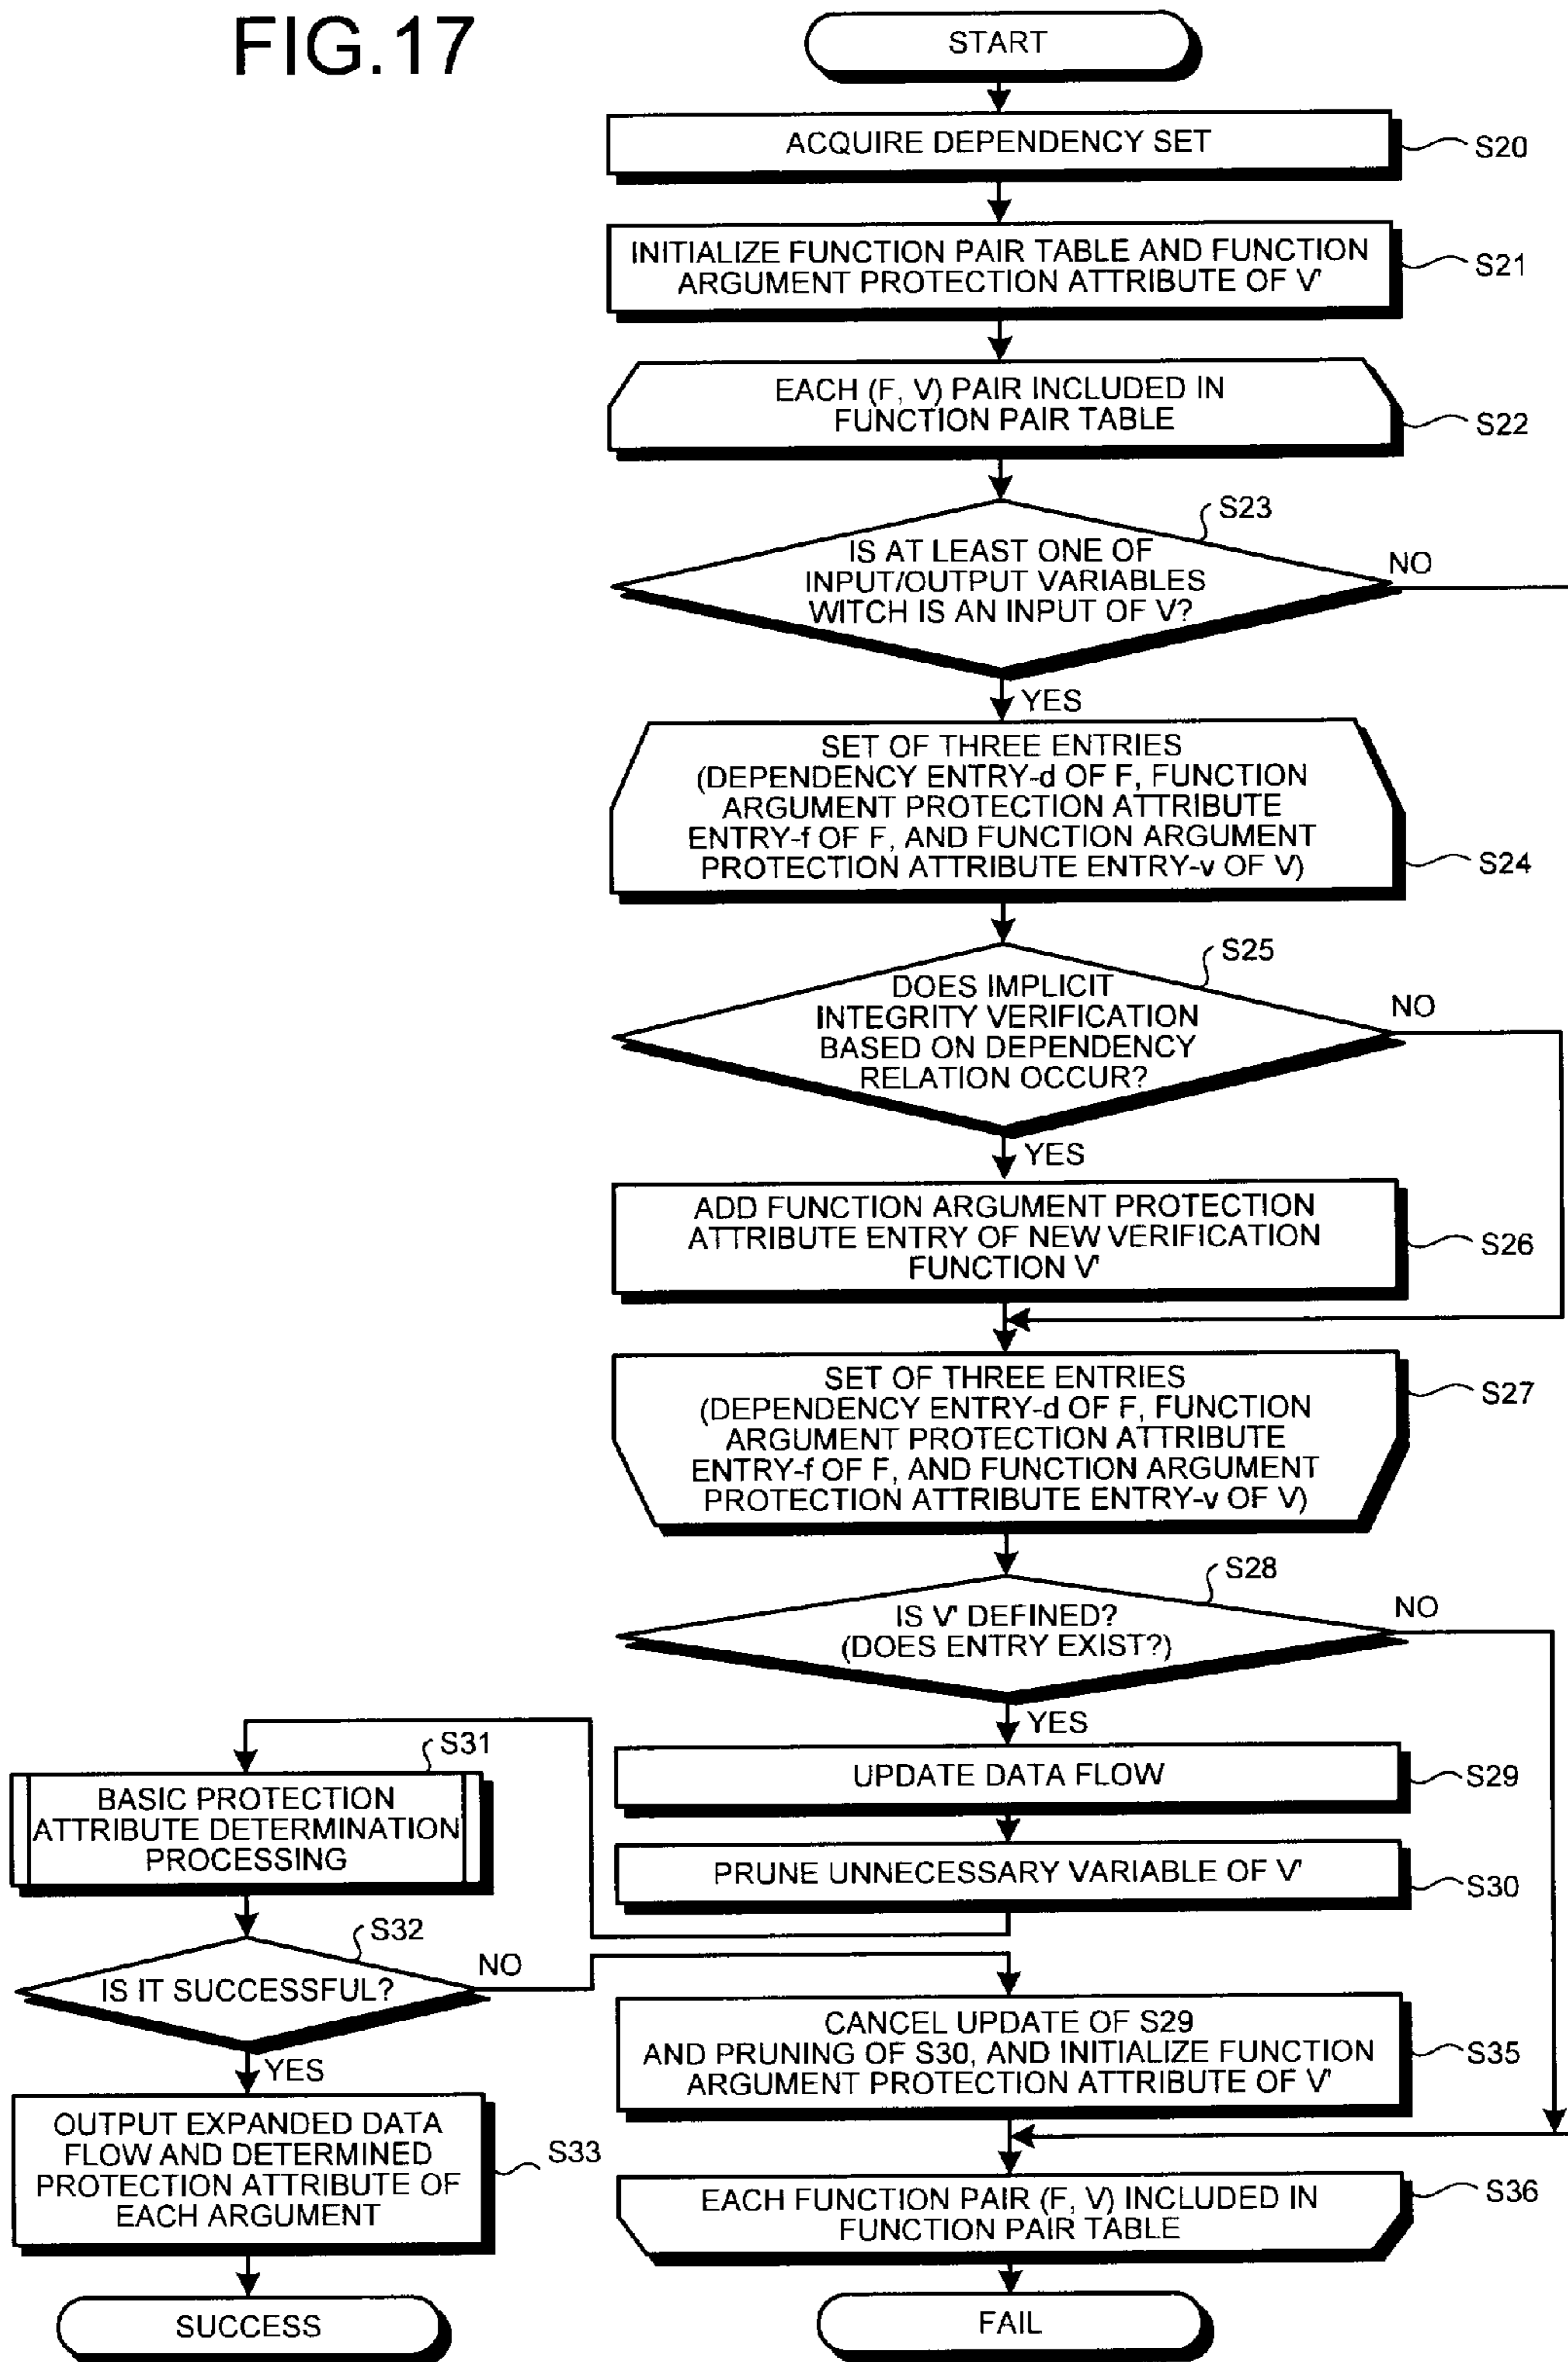 FIG.17
START
ACQUIRE DEPENDENCY SET
S20
INITIALIZE FUNCTION PAIR TABLE AND FUNCTION
ARGUMENT PROTECTION ATTRIBUTE OF V'
S21
EACH (F, V) PAIR INCLUDED IN
FUNCTION PAIR TABLE
S22
S23
IS AT LEAST ONE OF
INPUT/OUTPUT VARIABLES
WITCH IS AN INPUT OF V?
NO
YES
SET OF THREE ENTRIES
(DEPENDENCY ENTRY-d OF F, FUNCTION
ARGUMENT PROTECTION ATTRIBUTE
ENTRY-f OF F, AND FUNCTION ARGUMENT
PROTECTION ATTRIBUTE ENTRY-v OF V)
S24
S25
DOES IMPLICIT
INTEGRITY VERIFICATION
BASED ON DEPENDENCY
RELATION OCCUR?
NO
YES
ADD FUNCTION ARGUMENT PROTECTION
ATTRIBUTE ENTRY OF NEW VERIFICATION
FUNCTION V'
S26
SET OF THREE ENTRIES
(DEPENDENCY ENTRY-d OF F, FUNCTION
ARGUMENT PROTECTION ATTRIBUTE
ENTRY-f OF F, AND FUNCTION ARGUMENT
PROTECTION ATTRIBUTE ENTRY-v OF V)
S27
S28
IS V' DEFINED?
(DOES ENTRY EXIST?)
NO
YES
UPDATE DATA FLOW
S29
PRUNE UNNECESSARY VARIABLE OF V'
S30
S31
BASIC PROTECTION
ATTRIBUTE DETERMINATION
PROCESSING
S32
IS IT SUCCESSFUL?
NO
YES
CANCEL UPDATE OF S29
AND PRUNING OF S30, AND INITIALIZE FUNCTION
ARGUMENT PROTECTION ATTRIBUTE OF V'
S35
OUTPUT EXPANDED DATA
FLOW AND DETERMINED
PROTECTION ATTRIBUTE OF
EACH ARGUMENT
S33
EACH FUNCTION PAIR (F, V) INCLUDED IN
FUNCTION PAIR TABLE
S36
SUCCESS
FAIL